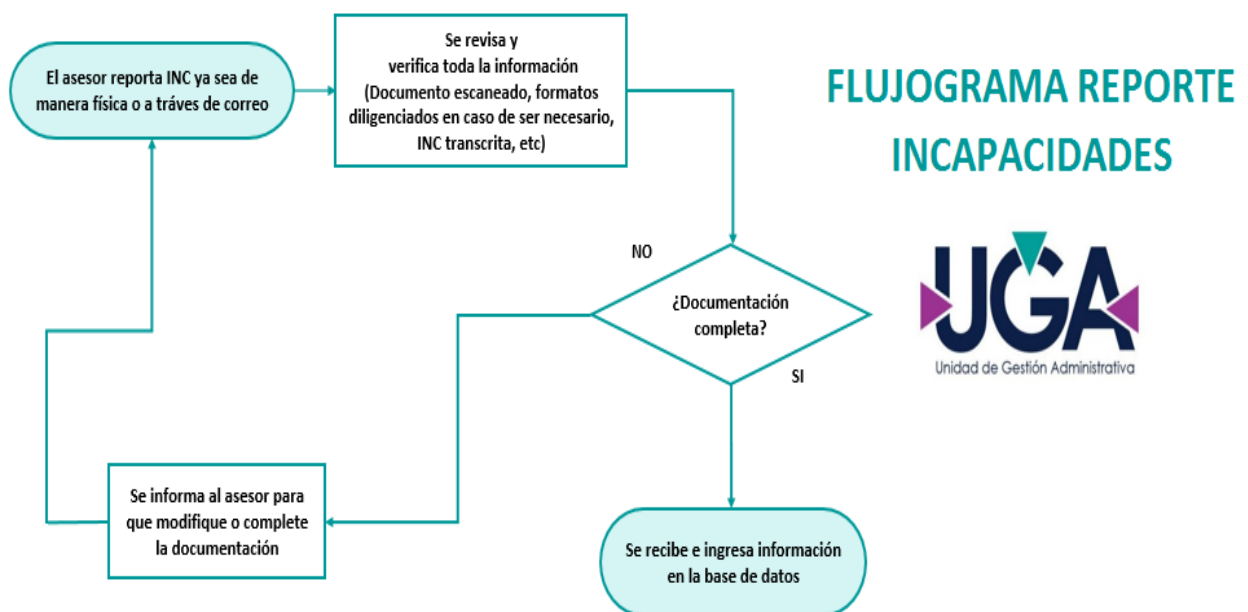 El asesor reporta INC ya sea de
manera física o a tráves de correo
Se revisa y
verifica toda la información
(Documento escaneado, formatos
diligenciados en caso de ser necesario,
INC transcrita, etc)
FLUJOGRAMA REPORTE
INCAPACIDADES
UGA
Unidad de Gestión Administrativa
NO
¿Documentación
completa?
SI
Se informa al asesor para
que modifique o complete
la documentación
Se recibe e ingresa información
en la base de datos